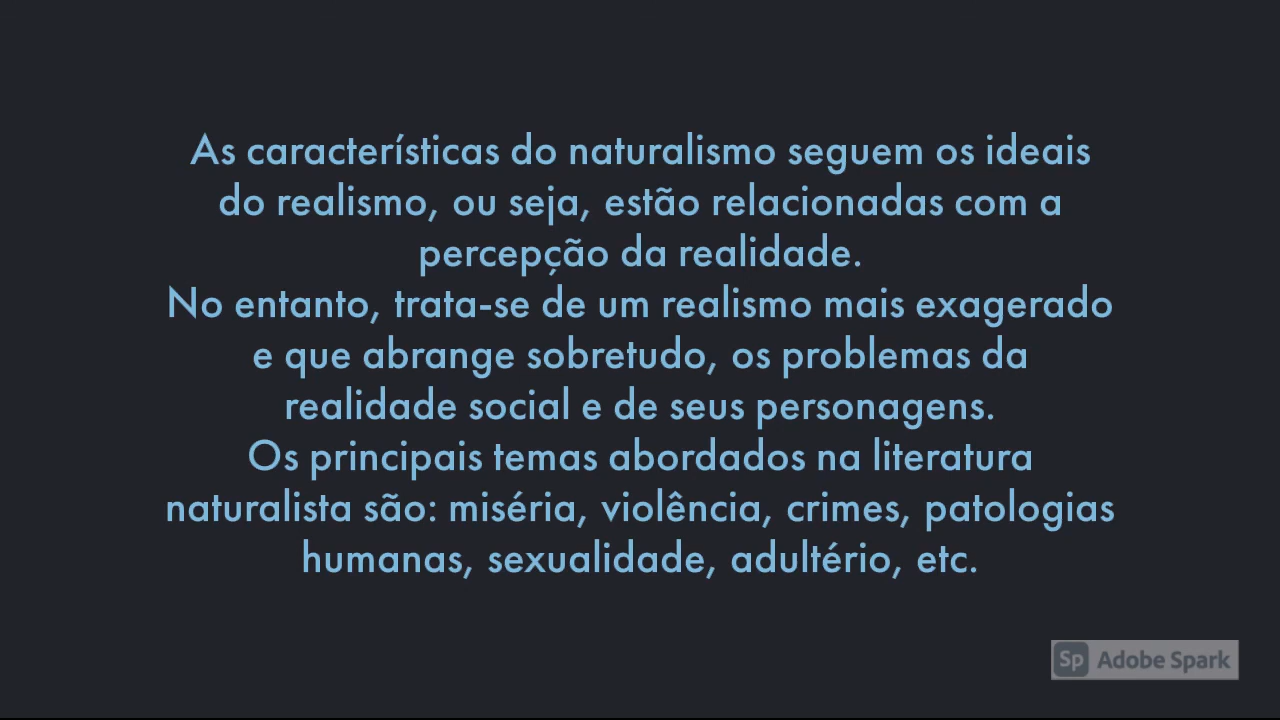 As características do naturalismo seguem os ideais
do realismo, ou seja, estão relacionadas com a
percepção da realidade.
No entanto, trata-se de um realismo mais exagerado
e que abrange sobretudo, os problemas da
realidade social e de seus personagens.
Os principais temas abordados na literatura
naturalista são: miséria, violência, crimes, patologias
humanas, sexualidade, adultério, etc.
Sp Adobe Spark